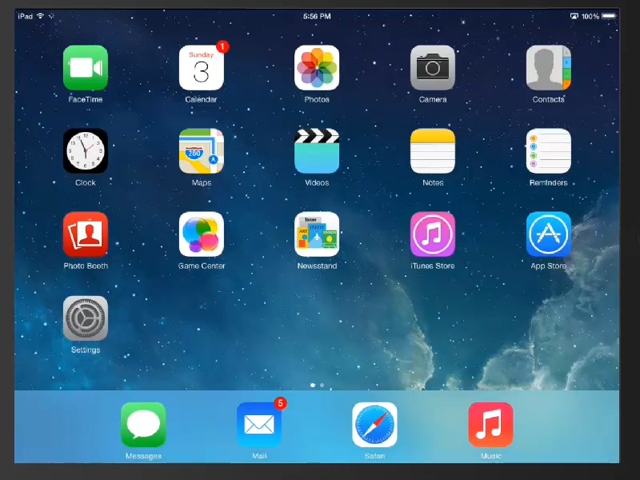 iPad
5:56 PM
100%
1
Sunday
3
FaceTime
Calendar
Photos
Camera
Contacts
280
Clock
Maps
Videos
Notes
Reminders
Photo Booth
Game Center
Newsstand
iTunes Store
App Store
Settings
5
Messages
Mail
Safari
Music